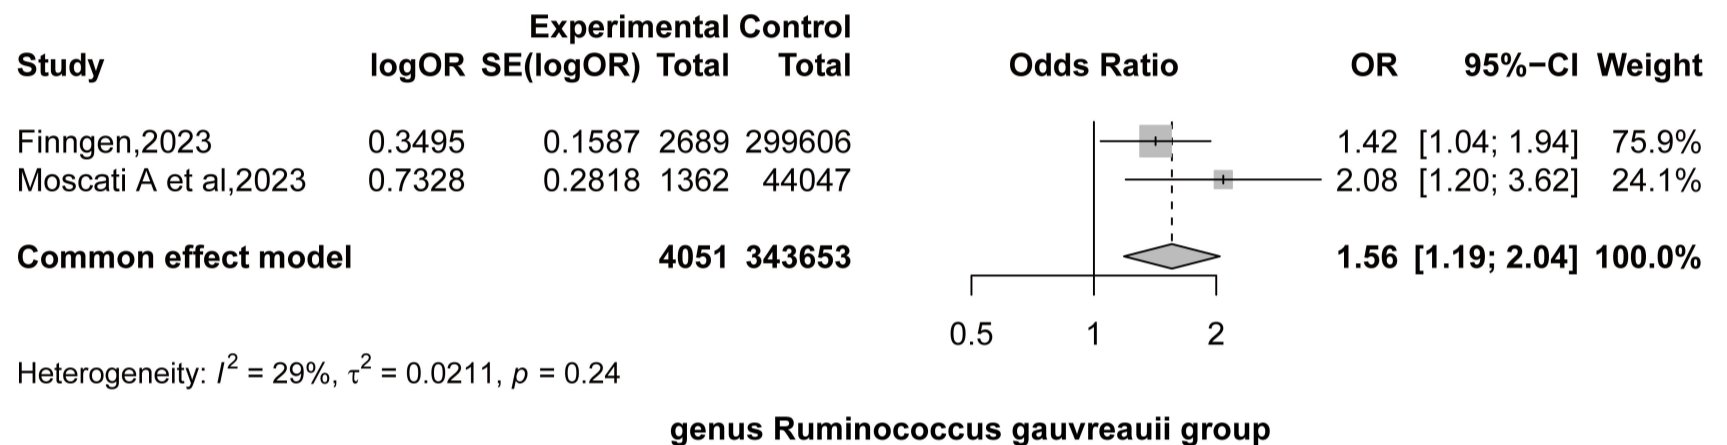 Experimental Control
Study logOR SE(logOR) Total Total Odds Ratio OR 95%−CI Weight
Finngen,2023 0.3495 0.1587 2689 299606 1.42 [1.04; 1.94] 75.9%
Moscati A et al,2023 0.7328 0.2818 1362 44047 2.08 [1.20; 3.62] 24.1%
Common effect model 4051 343653 1.56 [1.19; 2.04] 100.0%
0.5 1 2
Heterogeneity: I² = 29%, τ² = 0.0211, p = 0.24
genus Ruminococcus gauvreauii group